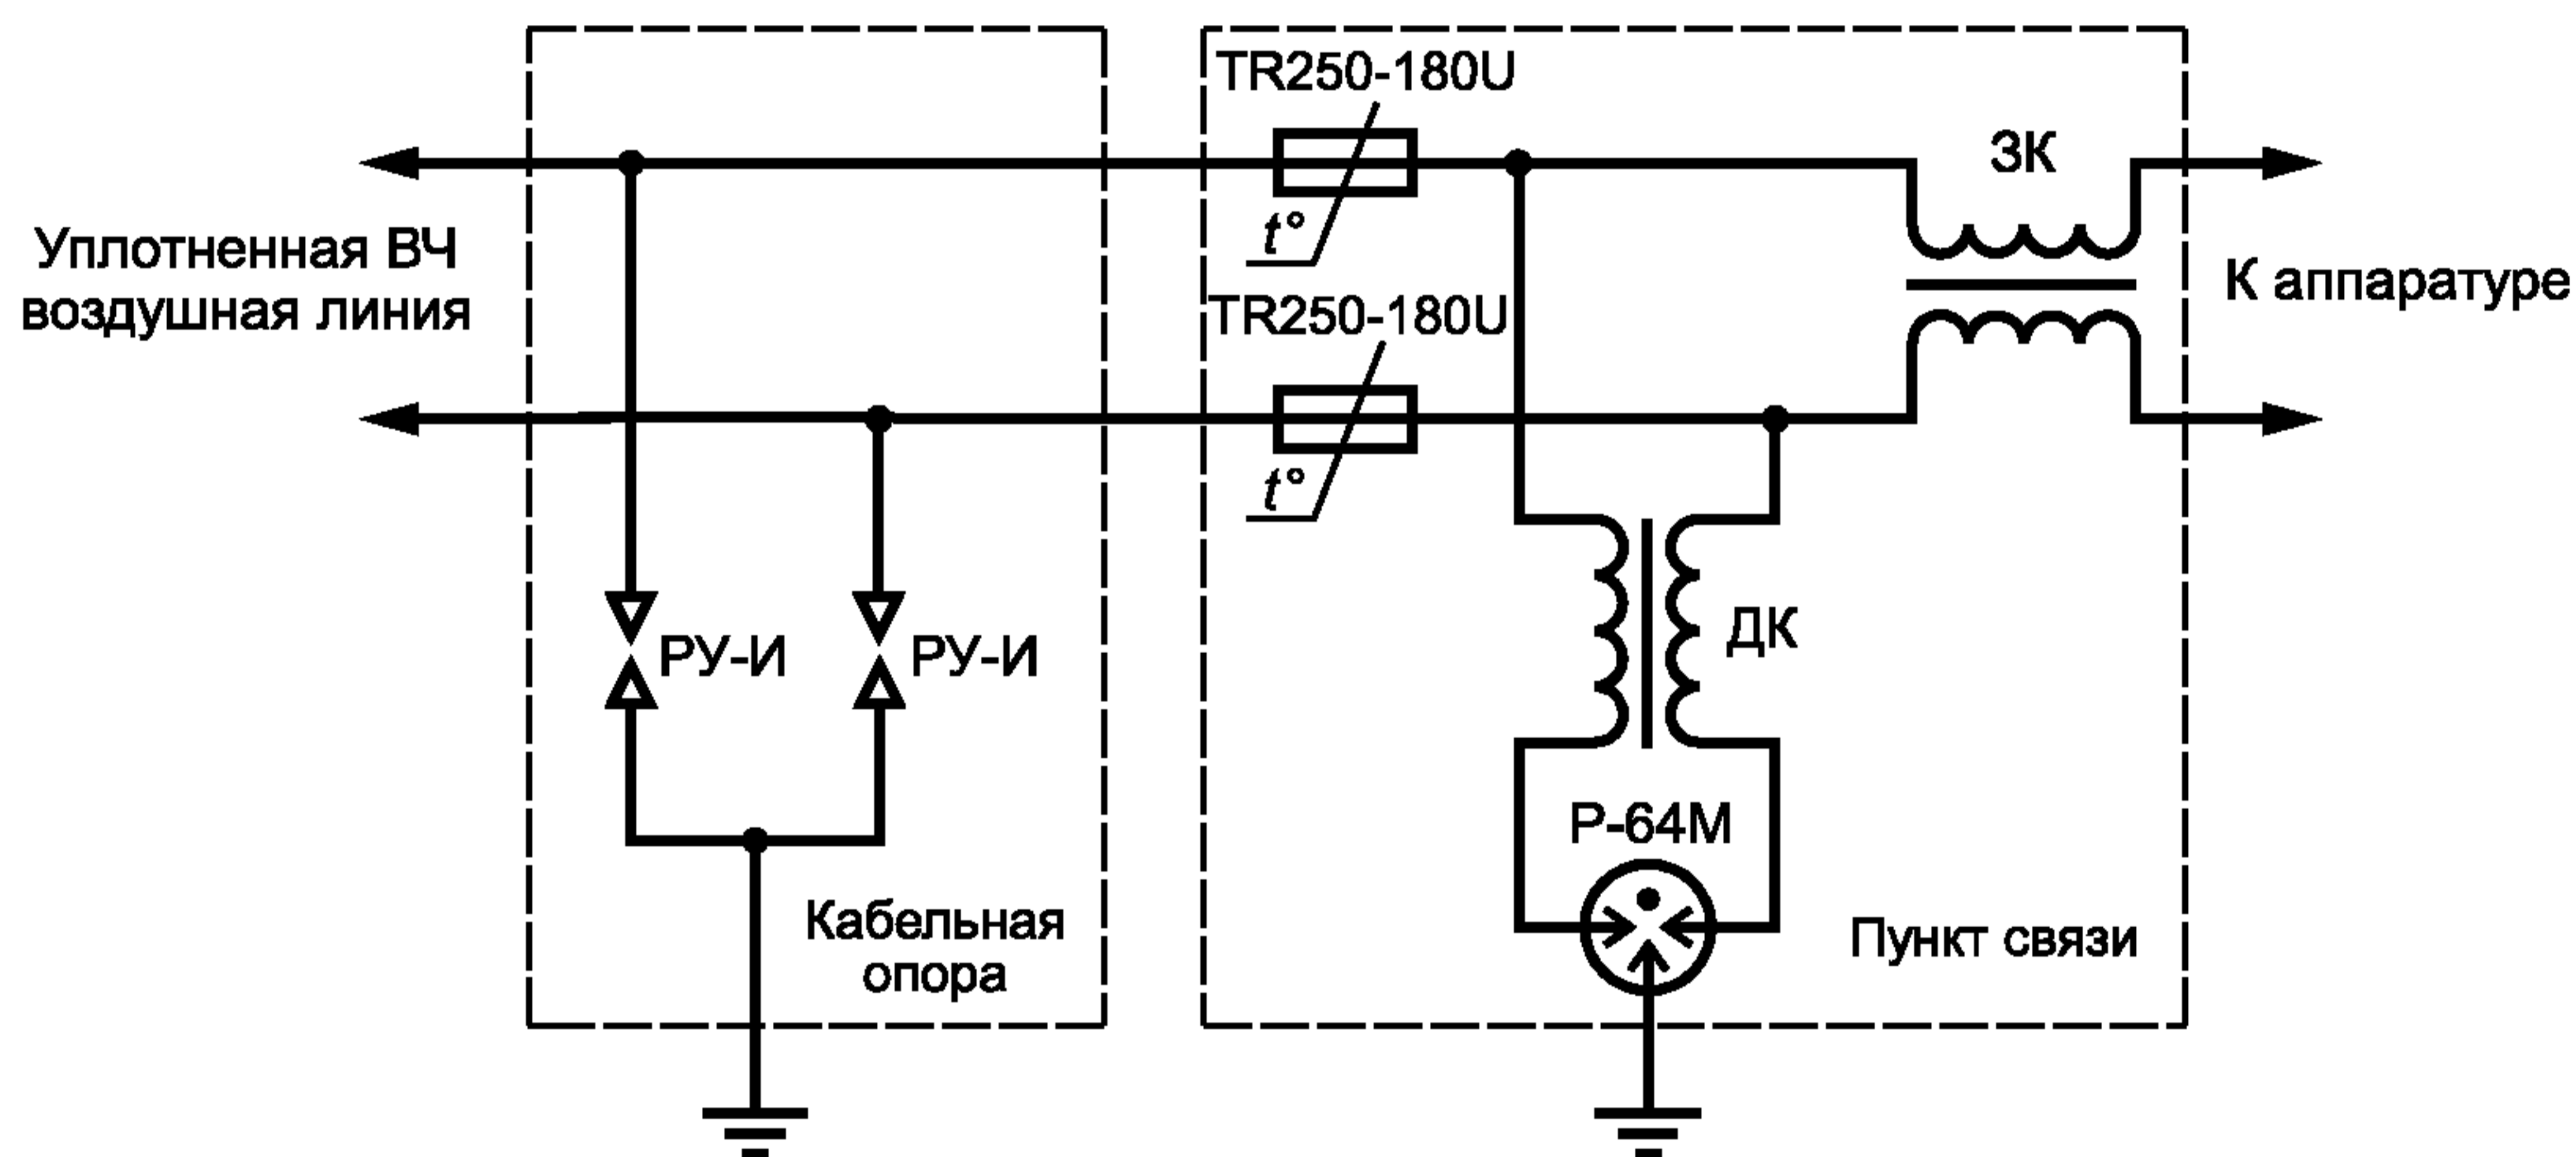 TR250-180U
ЗК
Уплотненная ВЧ
воздушная линия
К аппаратуре
TR250-180U
t°
t°
РУ-И
РУ-И
ДК
Р-64М
Кабельная
опора
Пункт связи